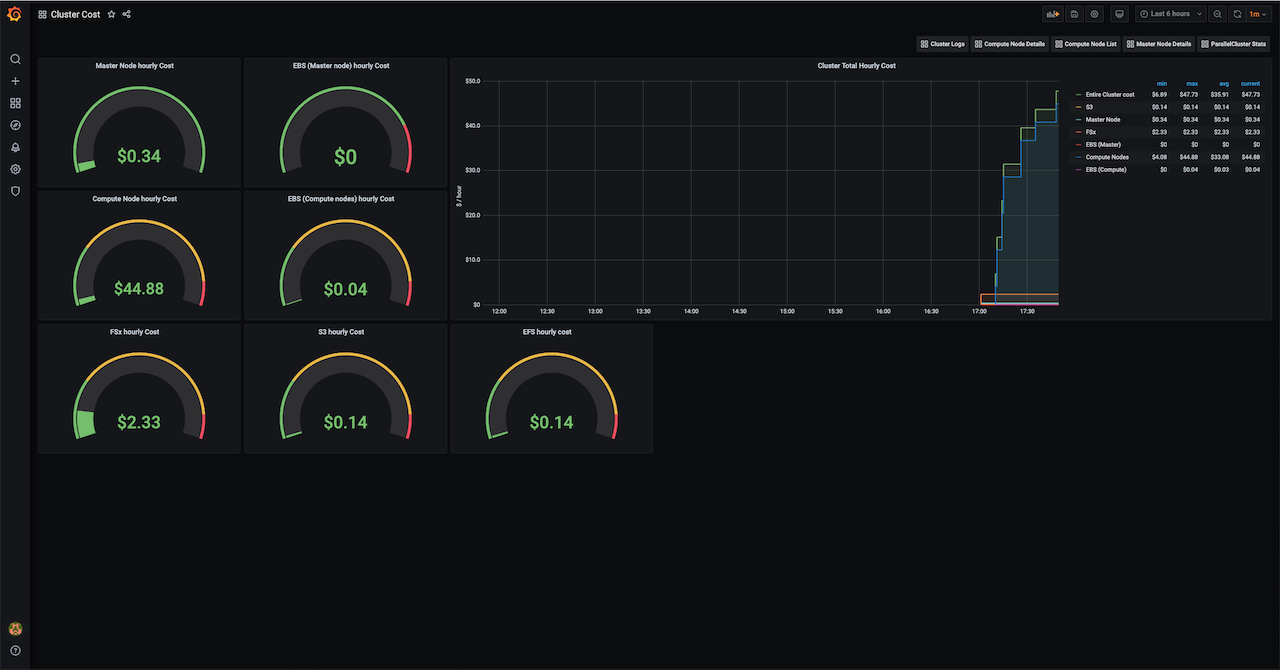 Cluster Cost
Last 6 hours
1m
Cluster Logs
Compute Node Details
Compute Node List
Master Node Details
ParallelCluster Stats
Master Node hourly Cost
$0.34
EBS (Master node) hourly Cost
$0
Cluster Total Hourly Cost
$ / hour
$50.0
$40.0
$30.0
$20.0
$10.0
$0
12:00 12:30 13:00 13:30 14:00 14:30 15:00 15:30 16:00 16:30 17:00 17:30
min max avg current
Entire Cluster cost $6.89 $47.73 $35.91 $47.73
S3 $0.14 $0.14 $0.14 $0.14
Master Node $0.34 $0.34 $0.34 $0.34
FSx $2.33 $2.33 $2.33 $2.33
EBS (Master) $0 $0 $0 $0
Compute Nodes $4.08 $44.88 $33.08 $44.88
EBS (Compute) $0 $0.04 $0.03 $0.04
Compute Node hourly Cost
$44.88
EBS (Compute nodes) hourly Cost
$0.04
FSx hourly Cost
$2.33
S3 hourly Cost
$0.14
EFS hourly cost
$0.14